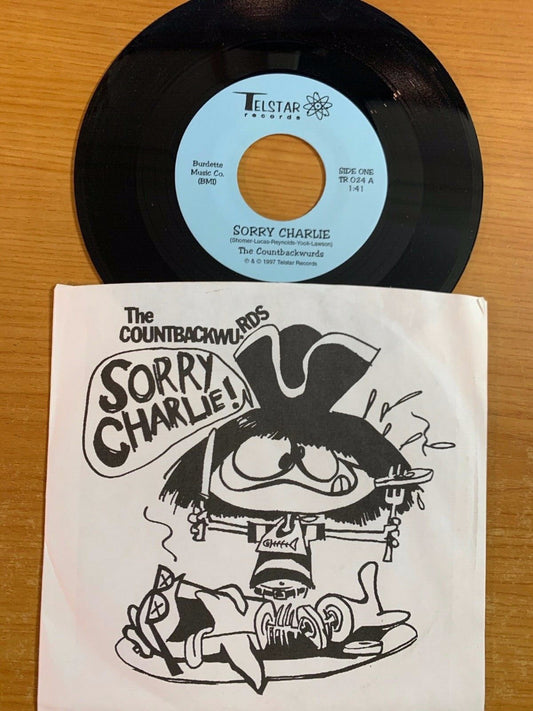 TELSTAR
records
Burdette
Music Co.
(BMI)
SIDE ONE
TR 024 A
1:41
SORRY CHARLIE
(Shomer-Lucas-Reynolds-Yook-Lawson)
The Countbackwurds
℗ & © 1997 Telstar Records
The
COUNTBACKWURDS
SORRY
CHARLIE!